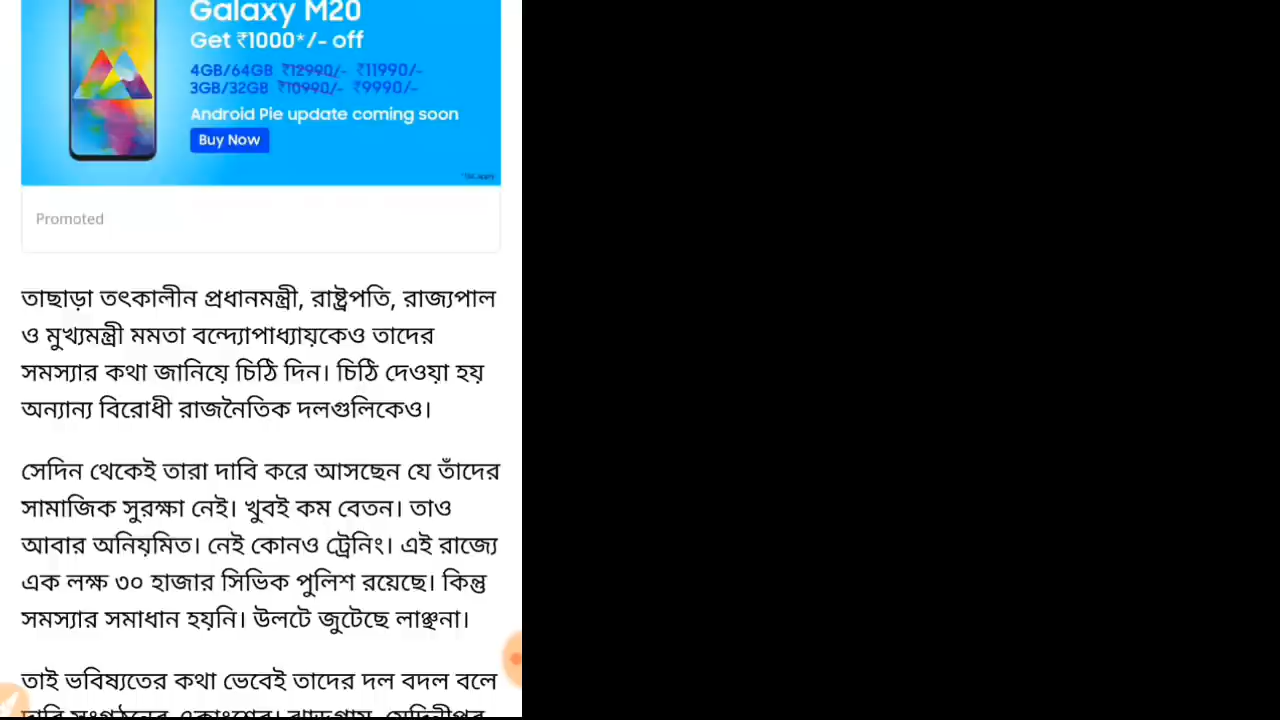 Galaxy M20
Get ₹1000*/- off
4GB/64GB ₹12990/- ₹11990/-
3GB/32GB ₹10990/- ₹9990/-
Android Pie update coming soon
Buy Now
Promoted
তাছাড়া তৎকালীন প্রধানমন্ত্রী, রাষ্ট্রপতি, রাজ্যপাল
ও মুখ্যমন্ত্রী মমতা বন্দ্যোপাধ্যায়কেও তাদের
সমস্যার কথা জানিয়ে চিঠি দিন। চিঠি দেওয়া হয়
অন্যান্য বিরোধী রাজনৈতিক দলগুলিকেও।
সেদিন থেকেই তারা দাবি করে আসছেন যে তাঁদের
সামাজিক সুরক্ষা নেই। খুবই কম বেতন। তাও
আবার অনিয়মিত। নেই কোনও ট্রেনিং। এই রাজ্যে
এক লক্ষ ৩০ হাজার সিভিক পুলিশ রয়েছে। কিন্তু
সমস্যার সমাধান হয়নি। উলটে জুটেছে লাঞ্ছনা।
তাই ভবিষ্যতের কথা ভেবেই তাদের দল বদল বলে
দাবি সংগঠনের একাংশের। ঝাড়গ্রাম, মেদিনীপুর